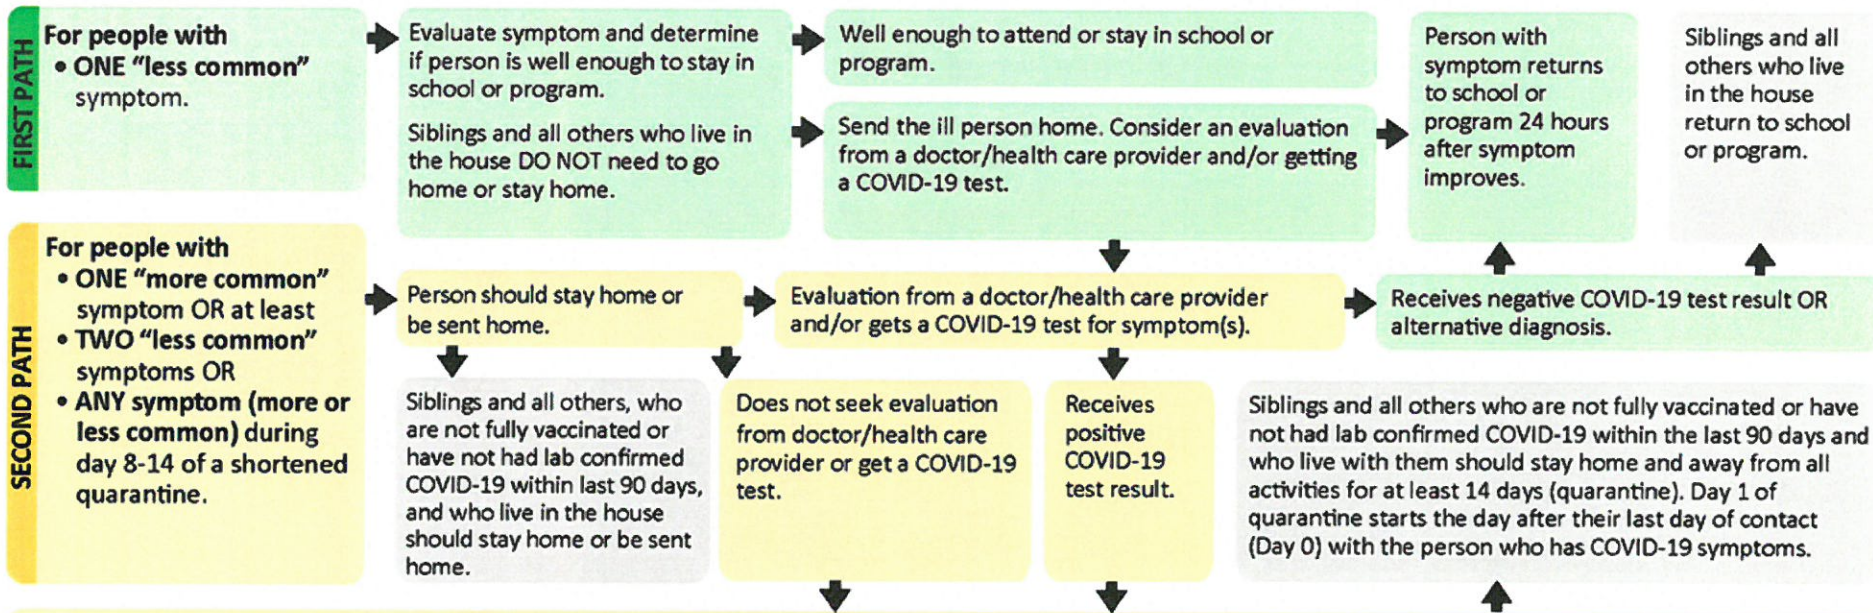 FIRST PATH
For people with
• ONE “less common”
symptom.
Evaluate symptom and determine
if person is well enough to stay in
school or program.
Siblings and all others who live in
the house DO NOT need to go
home or stay home.
Well enough to attend or stay in school or
program.
Send the ill person home. Consider an evaluation
from a doctor/health care provider and/or getting
a COVID-19 test.
Person with
symptom returns
to school or
program 24 hours
after symptom
improves.
Siblings and all
others who live
in the house
return to school
or program.
SECOND PATH
For people with
• ONE “more common”
symptom OR at least
• TWO “less common”
symptoms OR
• ANY symptom (more or
less common) during
day 8-14 of a shortened
quarantine.
Person should stay home or
be sent home.
Evaluation from a doctor/health care provider
and/or gets a COVID-19 test for symptom(s).
Receives negative COVID-19 test result OR
alternative diagnosis.
Siblings and all others, who
are not fully vaccinated or
have not had lab confirmed
COVID-19 within last 90 days,
and who live in the house
should stay home or be sent
home.
Does not seek evaluation
from doctor/health care
provider or get a COVID-19
test.
Receives
positive
COVID-19
test result.
Siblings and all others who are not fully vaccinated or have
not had lab confirmed COVID-19 within the last 90 days and
who live with them should stay home and away from all
activities for at least 14 days (quarantine). Day 1 of
quarantine starts the day after their last day of contact
(Day 0) with the person who has COVID-19 symptoms.